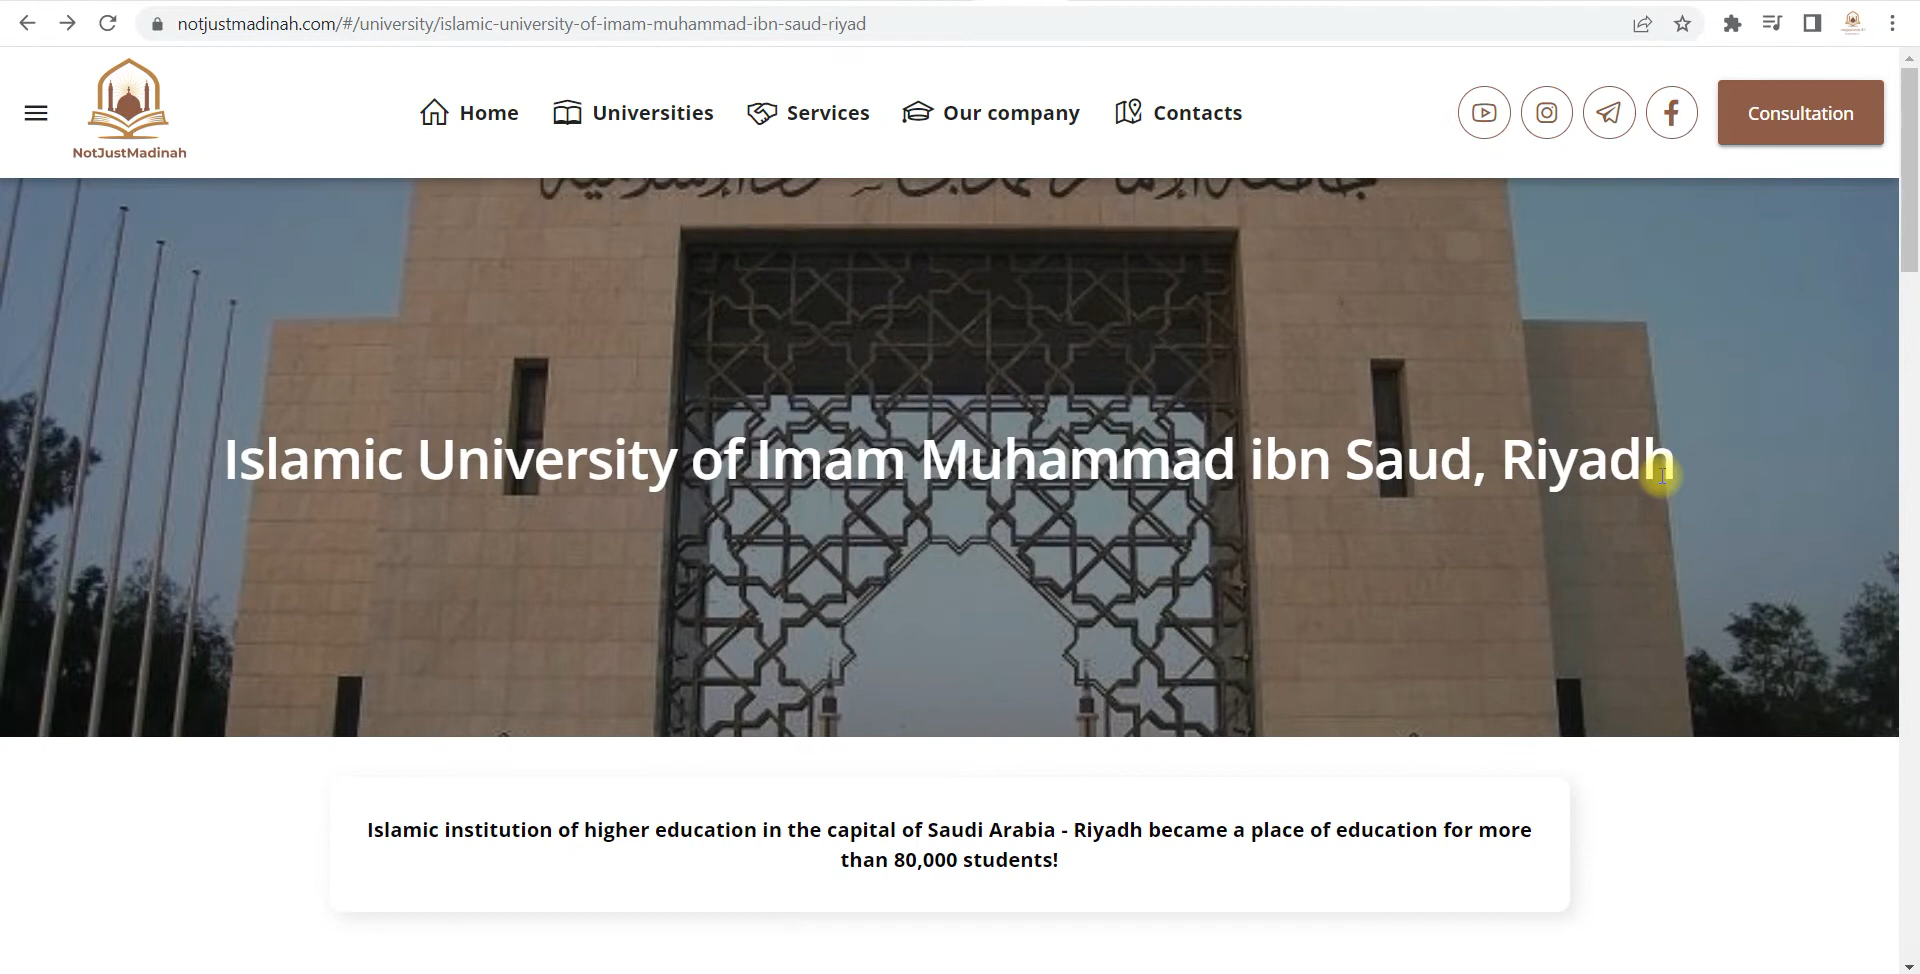 notjustmadinah.com/#/university/islamic-university-of-imam-muhammad-ibn-saud-riyad
NotJustMadinah
Home
Universities
Services
Our company
Contacts
Consultation
Islamic University of Imam Muhammad ibn Saud, Riyadh
Islamic institution of higher education in the capital of Saudi Arabia - Riyadh became a place of education for more
than 80,000 students!